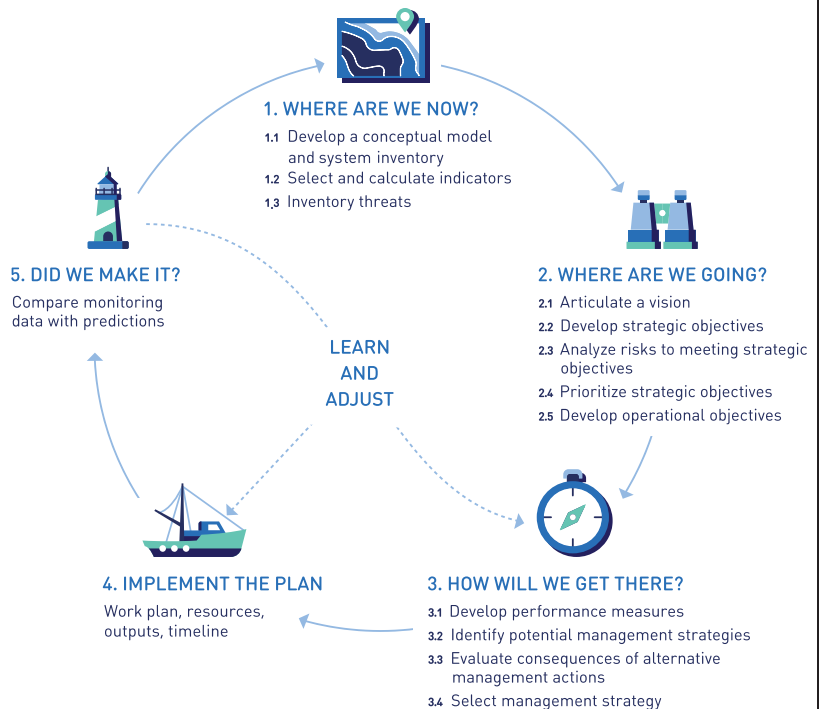 1. WHERE ARE WE NOW?
1.1 Develop a conceptual model
and system inventory
1.2 Select and calculate indicators
1.3 Inventory threats
2. WHERE ARE WE GOING?
2.1 Articulate a vision
2.2 Develop strategic objectives
2.3 Analyze risks to meeting strategic
objectives
2.4 Prioritize strategic objectives
2.5 Develop operational objectives
3. HOW WILL WE GET THERE?
3.1 Develop performance measures
3.2 Identify potential management strategies
3.3 Evaluate consequences of alternative
management actions
3.4 Select management strategy
4. IMPLEMENT THE PLAN
Work plan, resources,
outputs, timeline
5. DID WE MAKE IT?
Compare monitoring
data with predictions
LEARN
AND
ADJUST